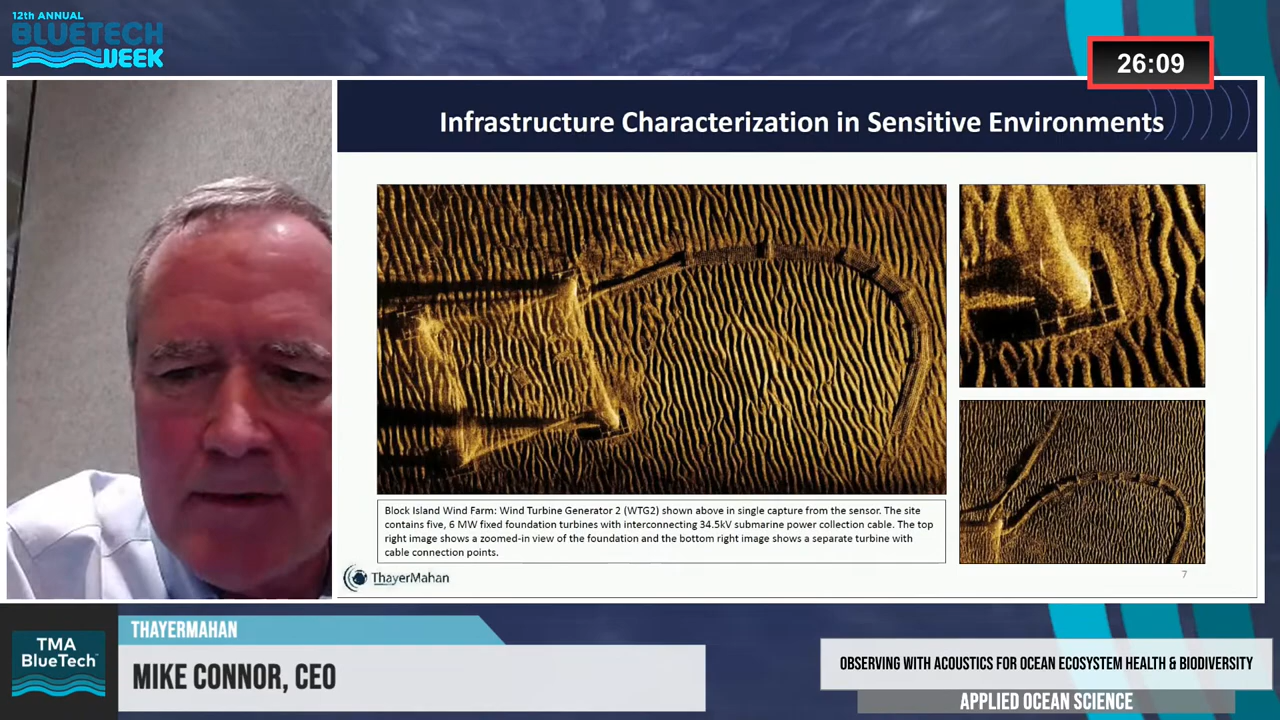 12TH ANNUAL
BLUETECH
WEEK
26:09
Infrastructure Characterization in Sensitive Environments
Block Island Wind Farm: Wind Turbine Generator 2 (WTG2) shown above in single capture from the sensor. The site
contains five, 6 MW fixed foundation turbines with interconnecting 34.5kV submarine power collection cable. The top
right image shows a zoomed-in view of the foundation and the bottom right image shows a separate turbine with
cable connection points.
ThayerMahan
7
TMA
BlueTech™
THAYERMAHAN
MIKE CONNOR, CEO
OBSERVING WITH ACOUSTICS FOR OCEAN ECOSYSTEM HEALTH & BIODIVERSITY
APPLIED OCEAN SCIENCE